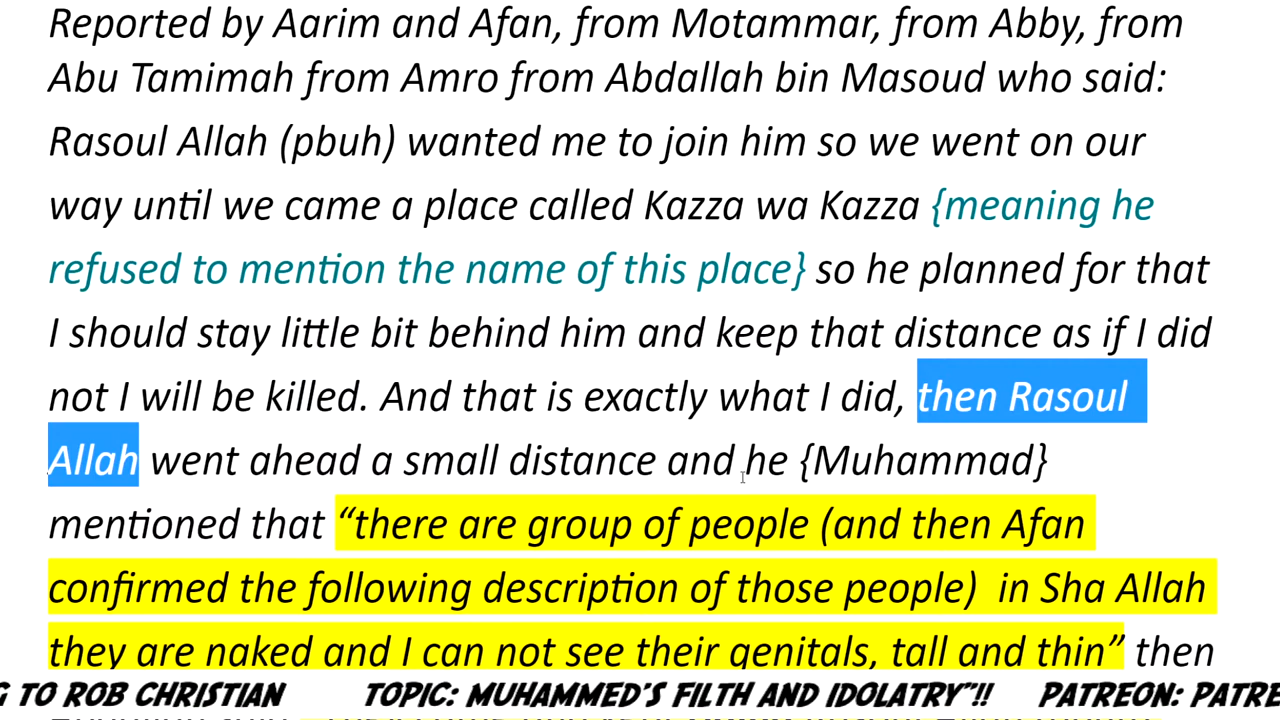 Reported by Aarim and Afan, from Motammar, from Abby, from
Abu Tamimah from Amro from Abdallah bin Masoud who said:
Rasoul Allah (pbuh) wanted me to join him so we went on our
way until we came a place called Kazza wa Kazza {meaning he
refused to mention the name of this place} so he planned for that
I should stay little bit behind him and keep that distance as if I did
not I will be killed. And that is exactly what I did, then Rasoul
Allah went ahead a small distance and he {Muhammad}
mentioned that “there are group of people (and then Afan
confirmed the following description of those people)  in Sha Allah
they are naked and I can not see their genitals, tall and thin” then
G TO ROB CHRISTIAN TOPIC: MUHAMMED'S FILTH AND IDOLATRY"!! PATREON: PATRE